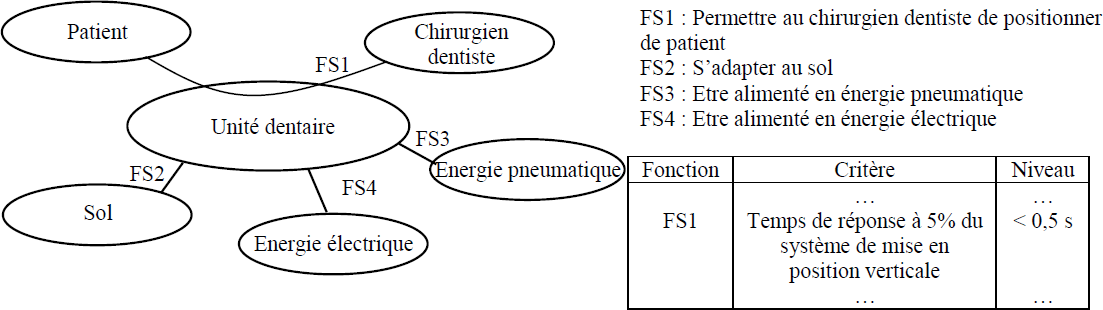 Patient
Chirurgien
dentiste
FS1
Unité dentaire
FS3
Energie pneumatique
FS2
FS4
Sol
Energie électrique
FS1 : Permettre au chirurgien dentiste de positionner
de patient
FS2 : S’adapter au sol
FS3 : Etre alimenté en énergie pneumatique
FS4 : Etre alimenté en énergie électrique
Fonction Critère Niveau
… …
FS1 Temps de réponse à 5% du < 0,5 s
système de mise en
position verticale
… …